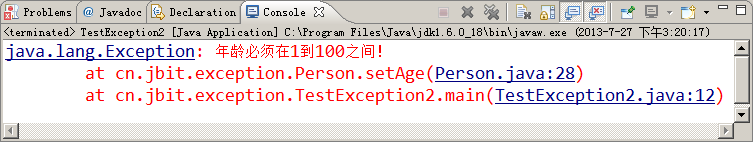 Problems @ Javadoc Declaration Console
<terminated> TestException2 [Java Application] C:\Program Files\Java\jdk1.6.0_18\bin\javaw.exe (2013-7-27 下午3:20:17)
java.lang.Exception: 年龄必须在1到100之间!
at cn.jbit.exception.Person.setAge(Person.java:28)
at cn.jbit.exception.TestException2.main(TestException2.java:12)